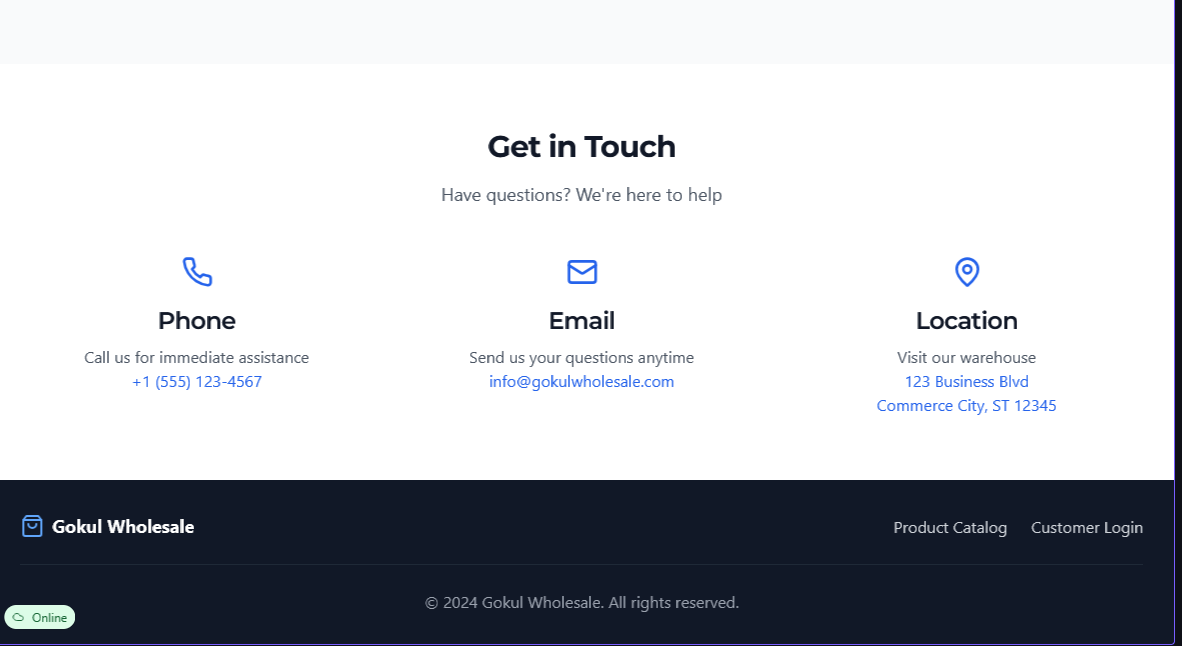 Get in Touch
Have questions? We're here to help
Phone
Call us for immediate assistance
+1 (555) 123-4567
Email
Send us your questions anytime
info@gokulwholesale.com
Location
Visit our warehouse
123 Business Blvd
Commerce City, ST 12345
Gokul Wholesale
Product Catalog
Customer Login
© 2024 Gokul Wholesale. All rights reserved.
Online